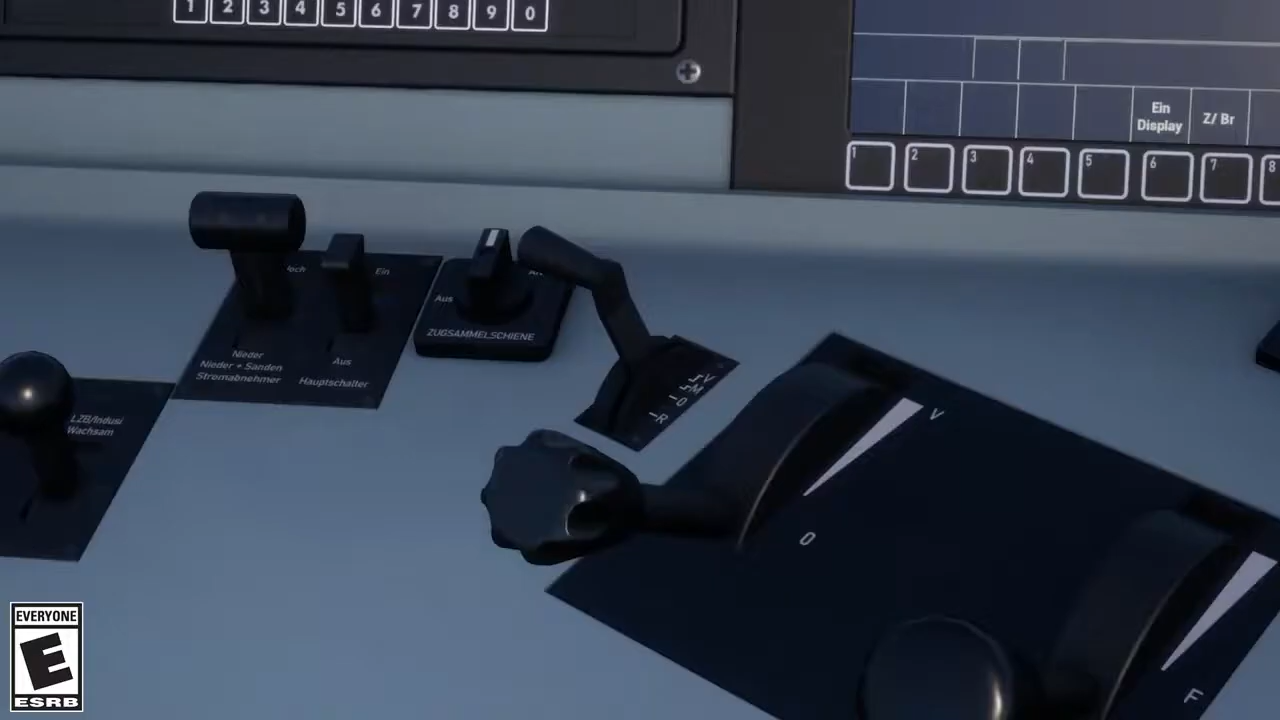 1 2 3 4 5 6 7 8 9 0
Ein
Display
Z/ Br
1 2 3 4 5 6 7 8
Ein
Aus
ZUGSAMMELSCHIENE
Nieder
Nieder + Sanden
Stromabnehmer
Aus
Hauptschalter
V
M
0
R
LZB/Indusi
Wachsam
V
0
F
EVERYONE
E
ESRB